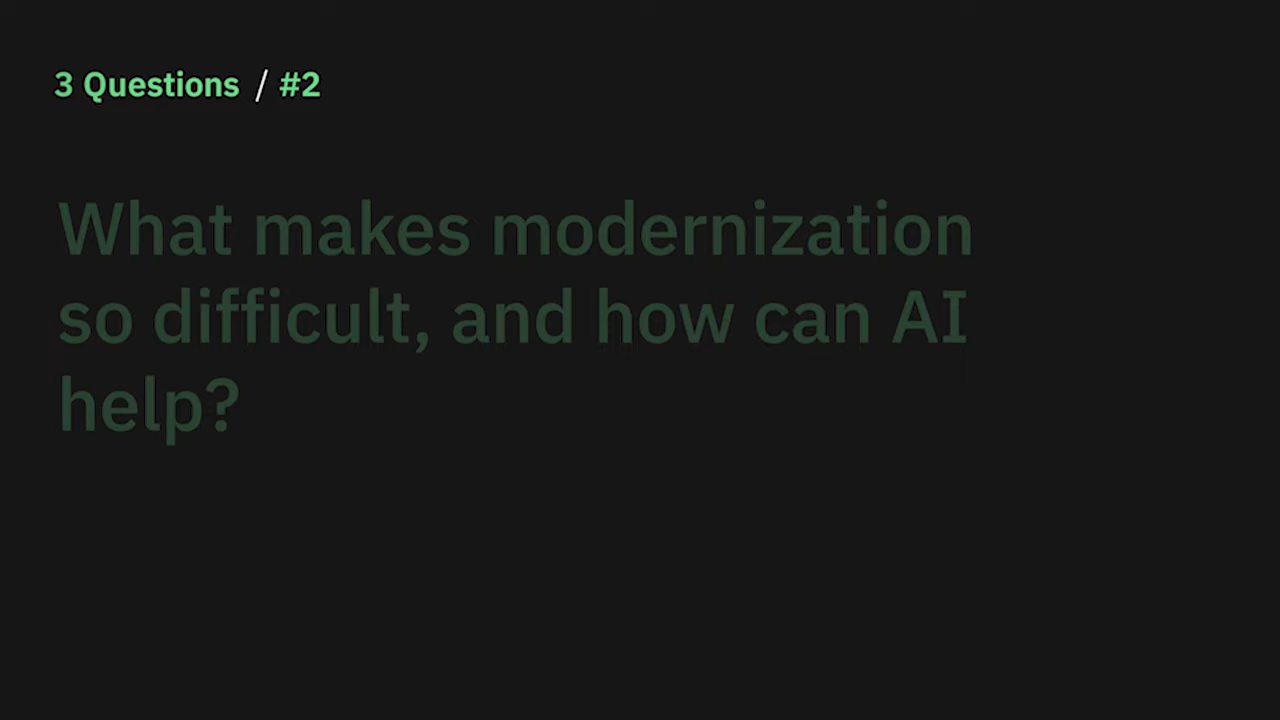 3 Questions / #2
What makes modernization
so difficult, and how can AI
help?